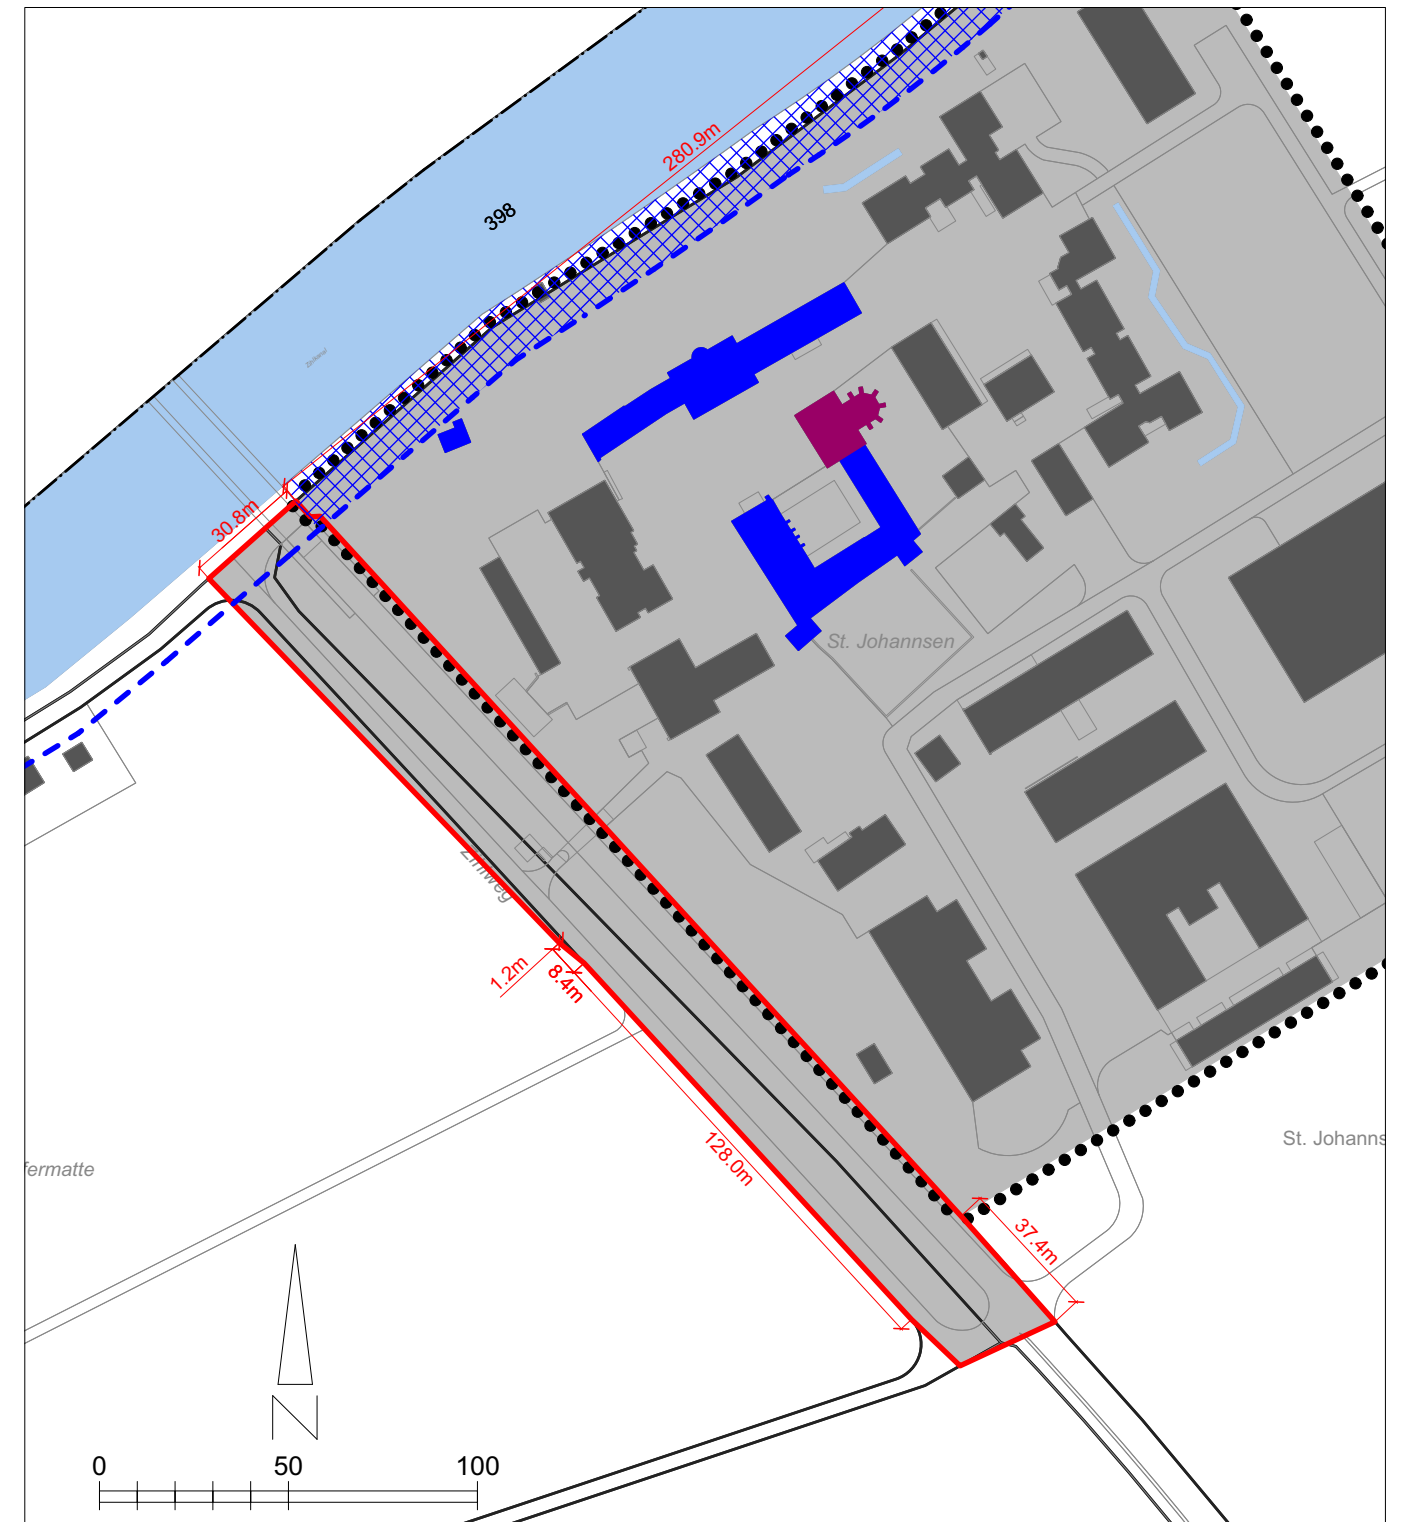 280.9m
398
30.8m
St. Johannsen
Zihlweg
1.2m
8.4m
128.0m
37.4m
St. Johanns
fermatte
N
0 50 100